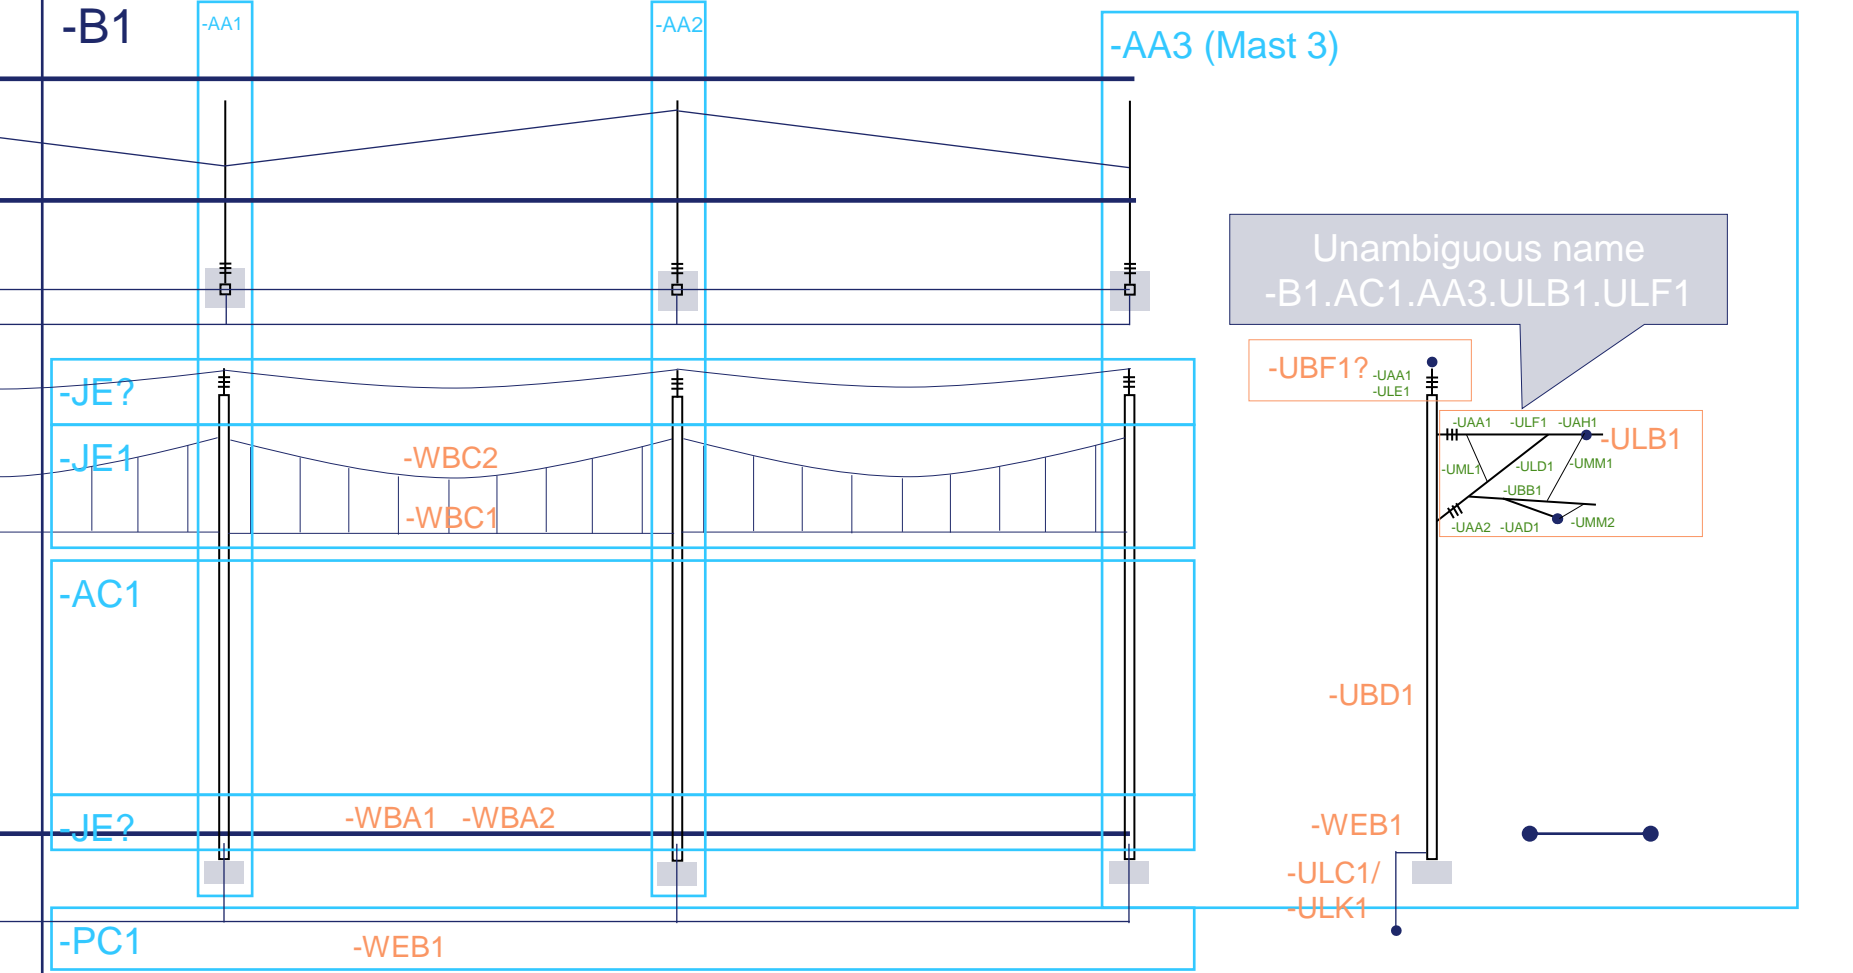 -B1
-AA1
-AA2
-AA3 (Mast 3)
Unambiguous name
-B1.AC1.AA3.ULB1.ULF1
-JE?
-UBF1?
-UAA1
-ULE1
-JE1
-WBC2
-WBC1
-UAA1
-ULF1
-UAH1
-ULB1
-UML1
-ULD1
-UMM1
-UBB1
-UAA2
-UAD1
-UMM2
-AC1
-UBD1
-JE?
-WBA1
-WBA2
-WEB1
-ULC1/
-ULK1
-PC1
-WEB1